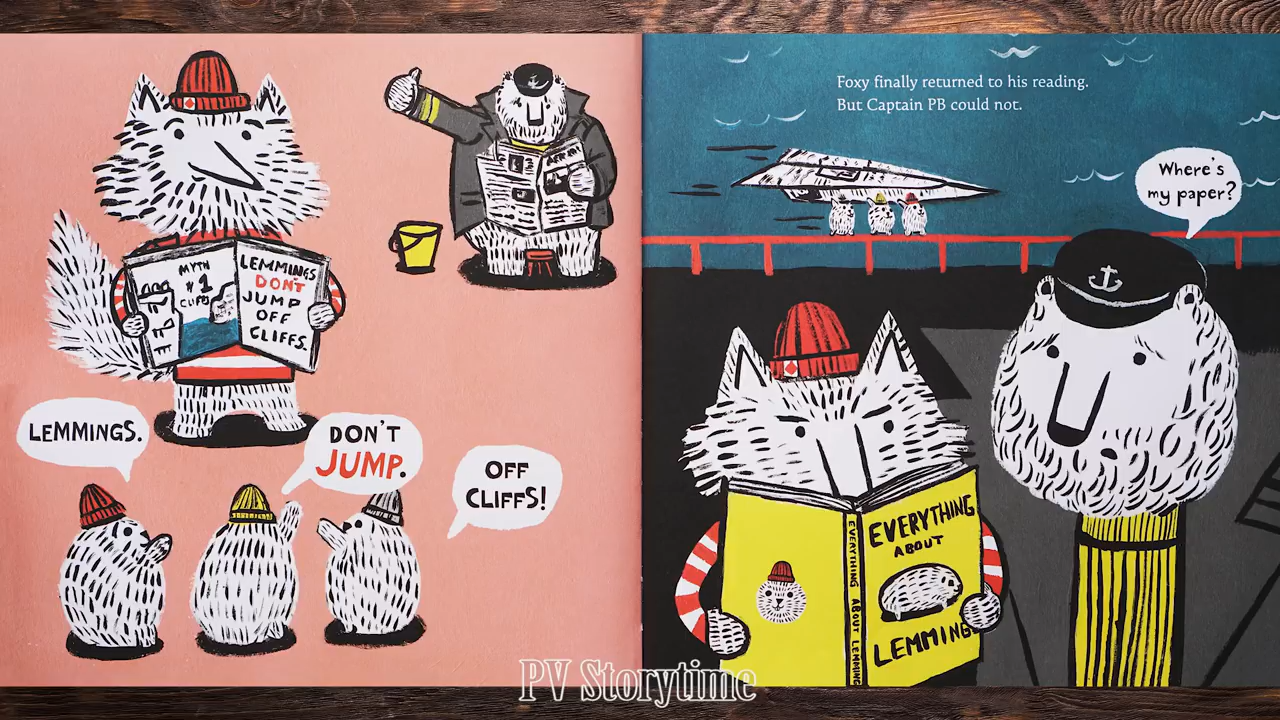 MYTH
#1
CLIFFS
LEMMINGS
DON'T
JUMP
OFF
CLIFFS.
LEMMINGS.
DON'T
JUMP.
OFF
CLIFFS!
Foxy finally returned to his reading.
But Captain PB could not.
Where's
my paper?
EVERYTHING
ABOUT
LEMMINGS
EVERYTHING ABOUT LEMMING
PV Storytime